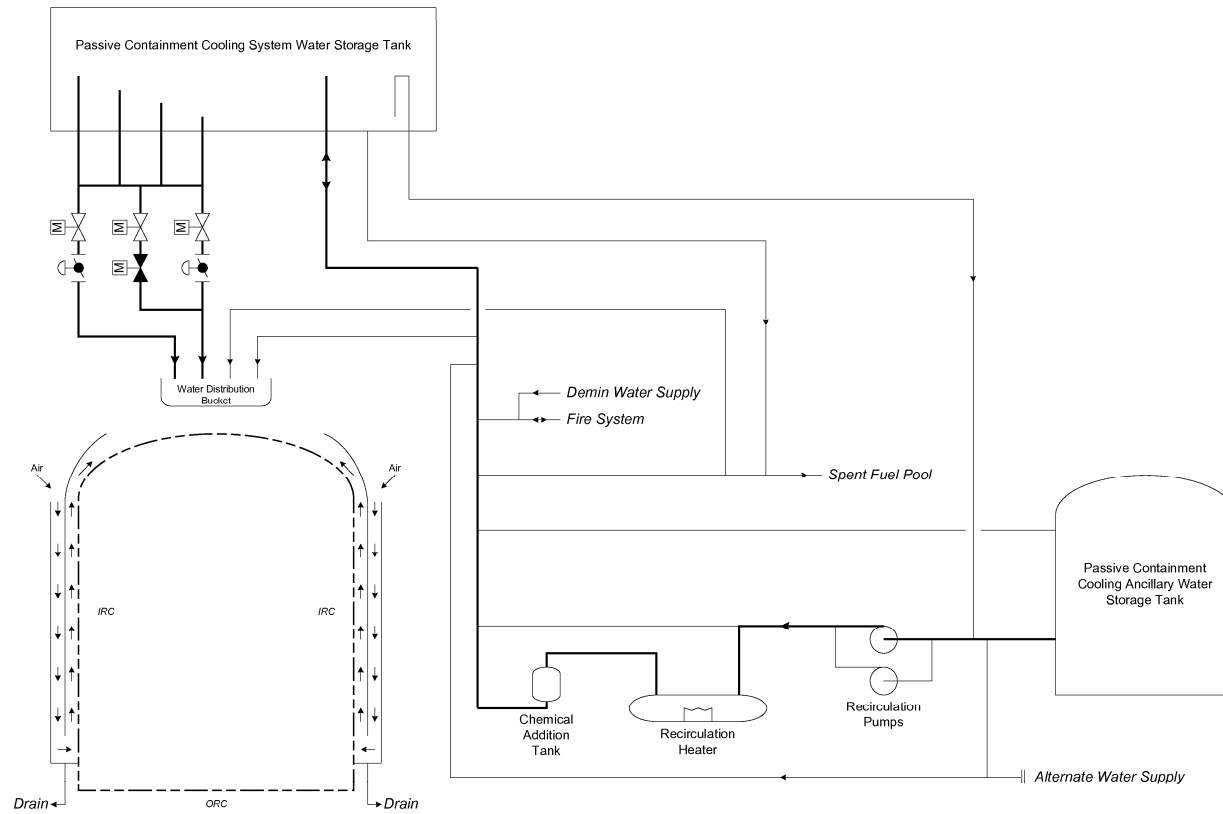 Passive Containment Cooling System Water Storage Tank
M
M
M
M
Water Distribution
Bucket
Demin Water Supply
Fire System
Air
Air
Spent Fuel Pool
Passive Containment
Cooling Ancillary Water
Storage Tank
IRC
IRC
Chemical
Addition
Tank
Recirculation
Heater
Recirculation
Pumps
Alternate Water Supply
Drain
ORC
Drain